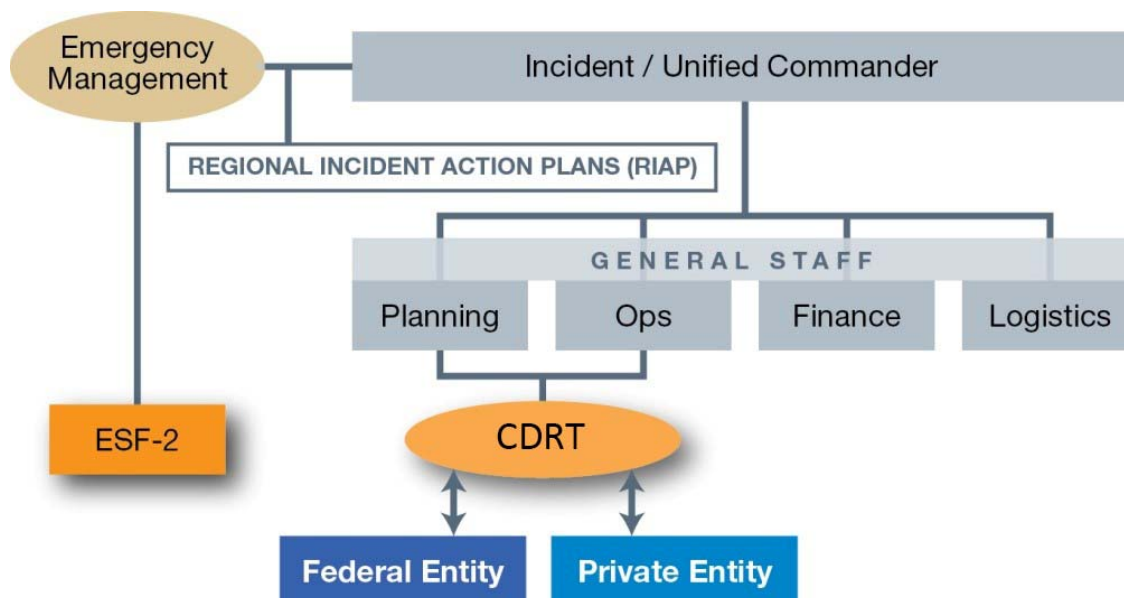 Emergency
Management
Incident / Unified Commander
REGIONAL INCIDENT ACTION PLANS (RIAP)
GENERAL STAFF
Planning
Ops
Finance
Logistics
ESF-2
CDRT
Federal Entity
Private Entity